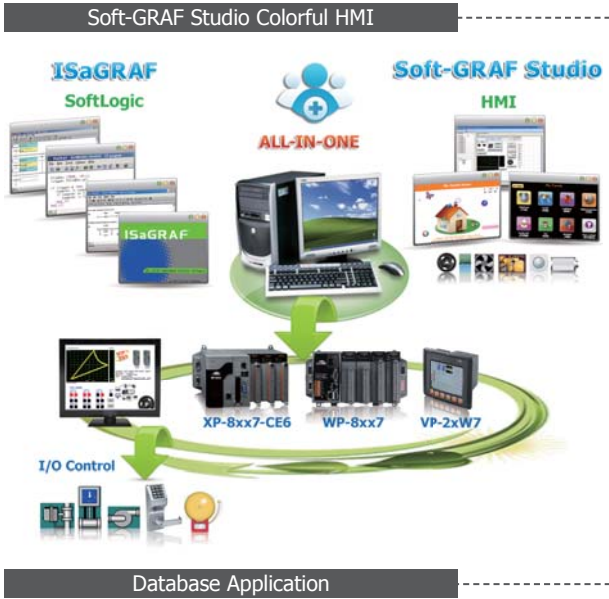 Soft-GRAF Studio Colorful HMI
ISaGRAF
SoftLogic
ALL-IN-ONE
Soft-GRAF Studio
HMI
ISaGRAF
XP-8xx7-CE6
WP-8xx7
VP-2xW7
I/O Control
Database Application